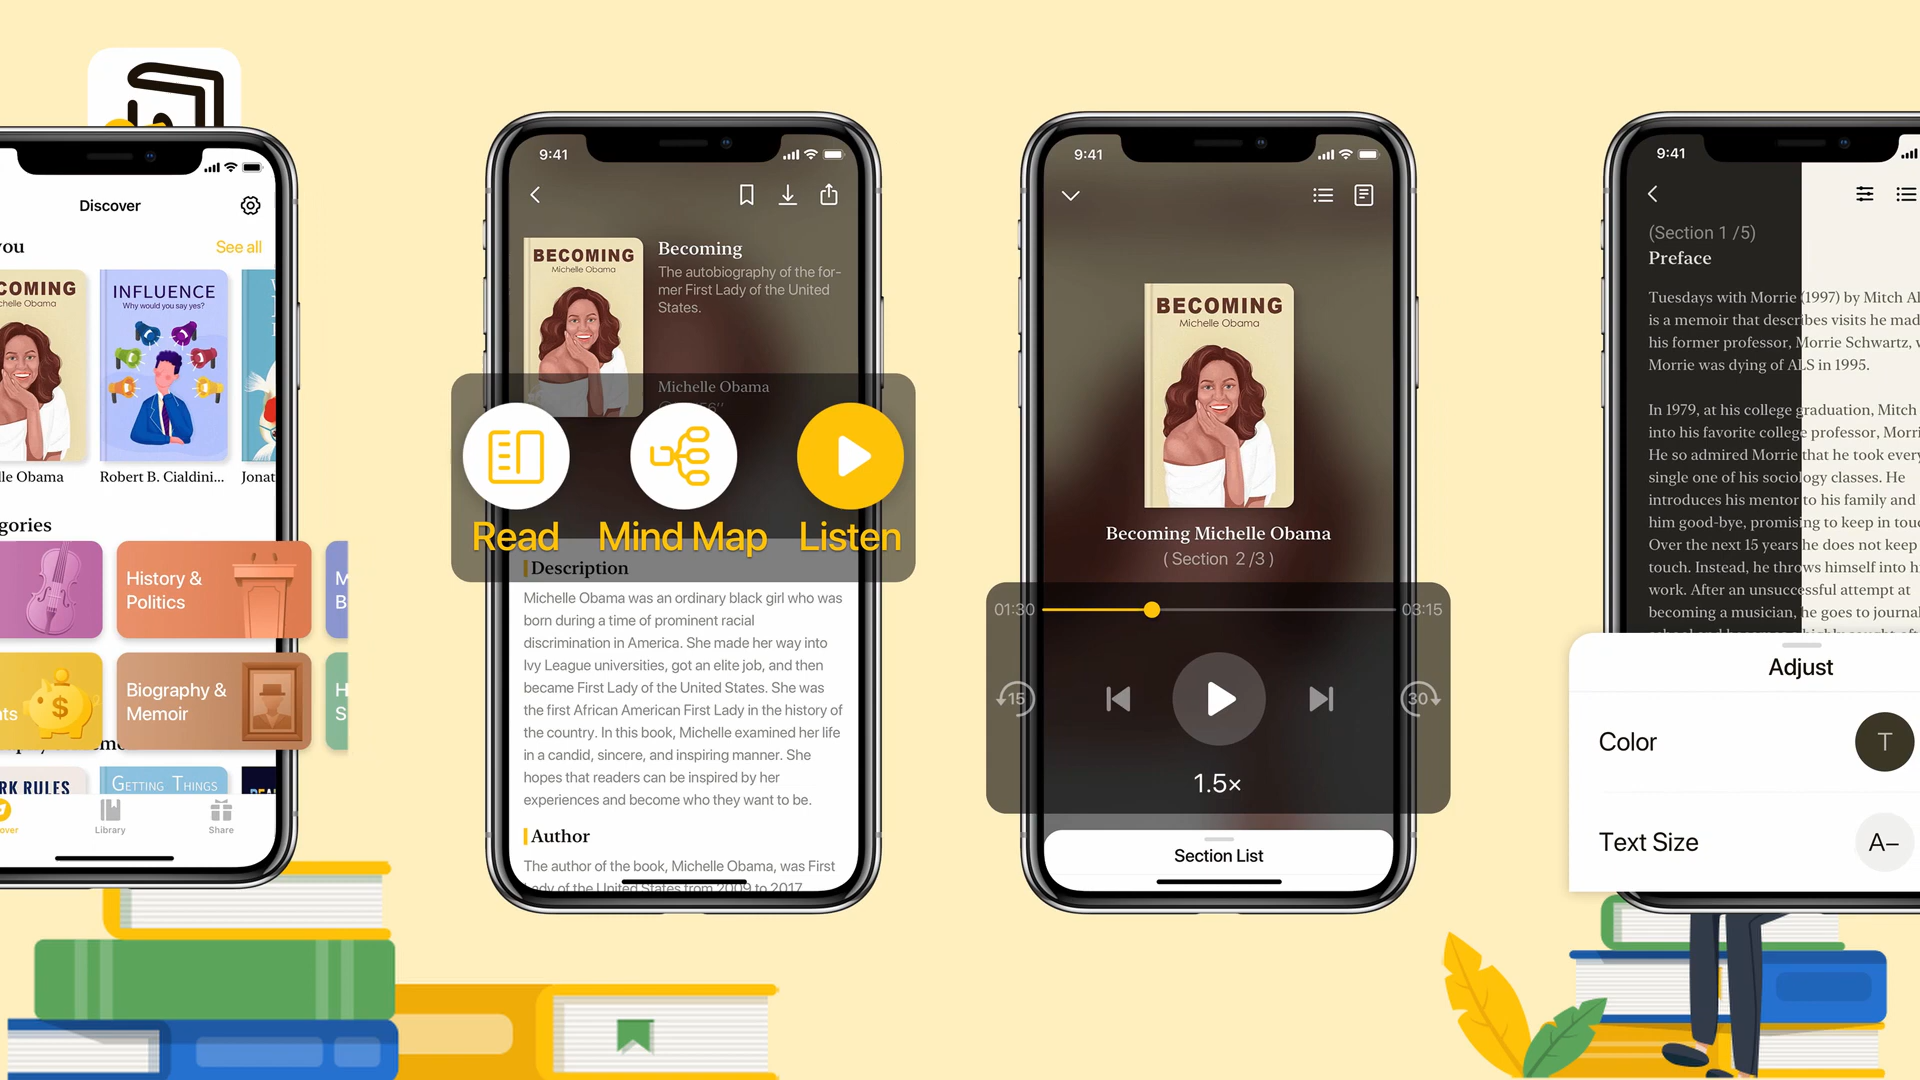 Discover
you
See all
COMING
chelle Obama
INFLUENCE
Why would you say yes?
lle Obama
Robert B. Cialdini...
Jonat
gories
History &
Politics
M
B
nts
$
Biography &
Memoir
H
S
RK RULES
GETTING THINGS
over
Library
Share
9:41
BECOMING
Michelle Obama
Becoming
The autobiography of the for-
mer First Lady of the United
States.
Michelle Obama
Read
Mind Map
Listen
Description
Michelle Obama was an ordinary black girl who was
born during a time of prominent racial
discrimination in America. She made her way into
Ivy League universities, got an elite job, and then
became First Lady of the United States. She was
the first African American First Lady in the history of
the country. In this book, Michelle examined her life
in a candid, sincere, and inspiring manner. She
hopes that readers can be inspired by her
experiences and become who they want to be.
Author
The author of the book, Michelle Obama, was First
Lady of the United States from 2009 to 2017
9:41
BECOMING
Michelle Obama
Becoming Michelle Obama
( Section 2 /3 )
01:30
03:15
15
30
1.5×
Section List
9:41
(Section 1 /5)
Preface
Tuesdays with Morrie (1997) by Mitch Al
is a memoir that describes visits he mad
his former professor, Morrie Schwartz, w
Morrie was dying of ALS in 1995.
In 1979, at his college graduation, Mitch
into his favorite college professor, Morri
He so admired Morrie that he took every
single one of his sociology classes. He
introduces his mentor to his family and
him good-bye, promising to keep in touc
Over the next 15 years he does not keep
touch. Instead, he throws himself into h
work. After an unsuccessful attempt at
becoming a musician, he goes to journal
Adjust
Color
T
Text Size
A–